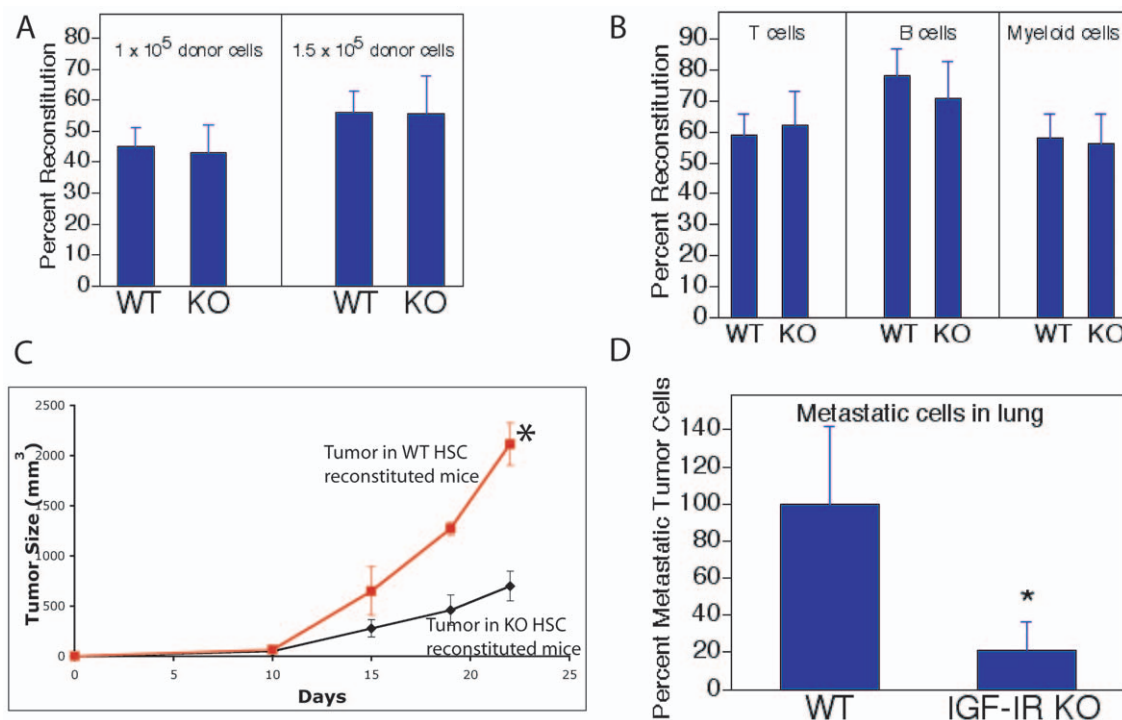 A
Percent Reconstitution
80
70
60
50
40
30
20
10
0
1 x 10⁵ donor cells
1.5 x 10⁵ donor cells
WT KO WT KO
B
Percent Reconstitution
90
80
70
60
50
40
30
20
10
0
T cells B cells Myeloid cells
WT KO WT KO WT KO
C
Tumor Size (mm³)
2500
2000
1500
1000
500
0
Tumor in WT HSC
reconstituted mice
*
Tumor in KO HSC
reconstituted mice
0 5 10 15 20 25
Days
D
Percent Metastatic Tumor Cells
140
120
100
80
60
40
20
0
Metastatic cells in lung
*
WT IGF-IR KO